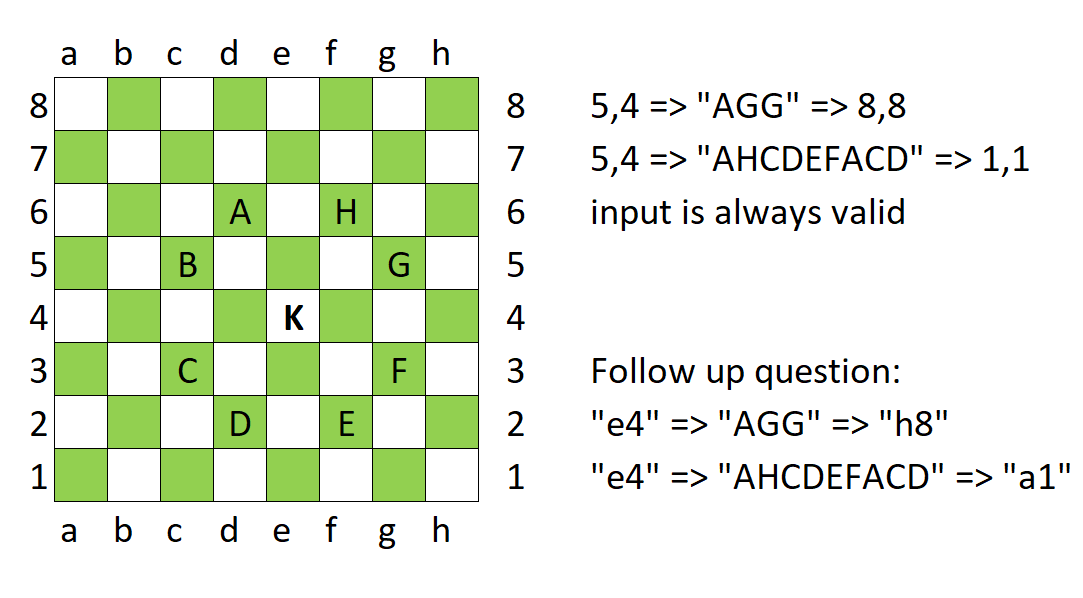 a b c d e f g h
8 8 5,4 => "AGG" => 8,8
7 7 5,4 => "AHCDEFACD" => 1,1
6 A H 6 input is always valid
5 B G 5
4 K 4
3 C F 3 Follow up question:
2 D E 2 "e4" => "AGG" => "h8"
1 1 "e4" => "AHCDEFACD" => "a1"
a b c d e f g h